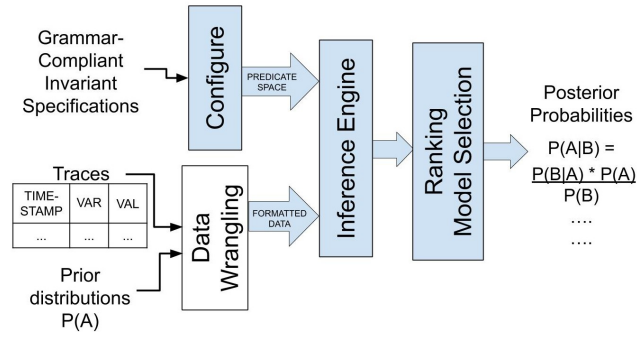 Grammar-
Compliant
Invariant
Specifications
Configure
PREDICATE
SPACE
Traces
TIME-
STAMP
VAR
VAL
...
...
...
Prior
distributions
P(A)
Data
Wrangling
FORMATTED
DATA
Inference Engine
Ranking
Model Selection
Posterior
Probabilities
P(A|B) =
P(B|A) * P(A)
P(B)
....
....